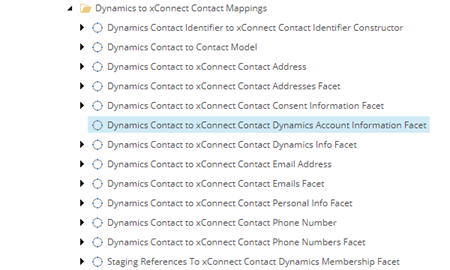 Dynamics to xConnect Contact Mappings
Dynamics Contact Identifier to xConnect Contact Identifier Constructor
Dynamics Contact to Contact Model
Dynamics Contact to xConnect Contact Address
Dynamics Contact to xConnect Contact Addresses Facet
Dynamics Contact to xConnect Contact Consent Information Facet
Dynamics Contact to xConnect Contact Dynamics Account Information Facet
Dynamics Contact to xConnect Contact Dynamics Info Facet
Dynamics Contact to xConnect Contact Email Address
Dynamics Contact to xConnect Contact Emails Facet
Dynamics Contact to xConnect Contact Personal Info Facet
Dynamics Contact to xConnect Contact Phone Number
Dynamics Contact to xConnect Contact Phone Numbers Facet
Staging References To xConnect Contact Dynamics Membership Facet